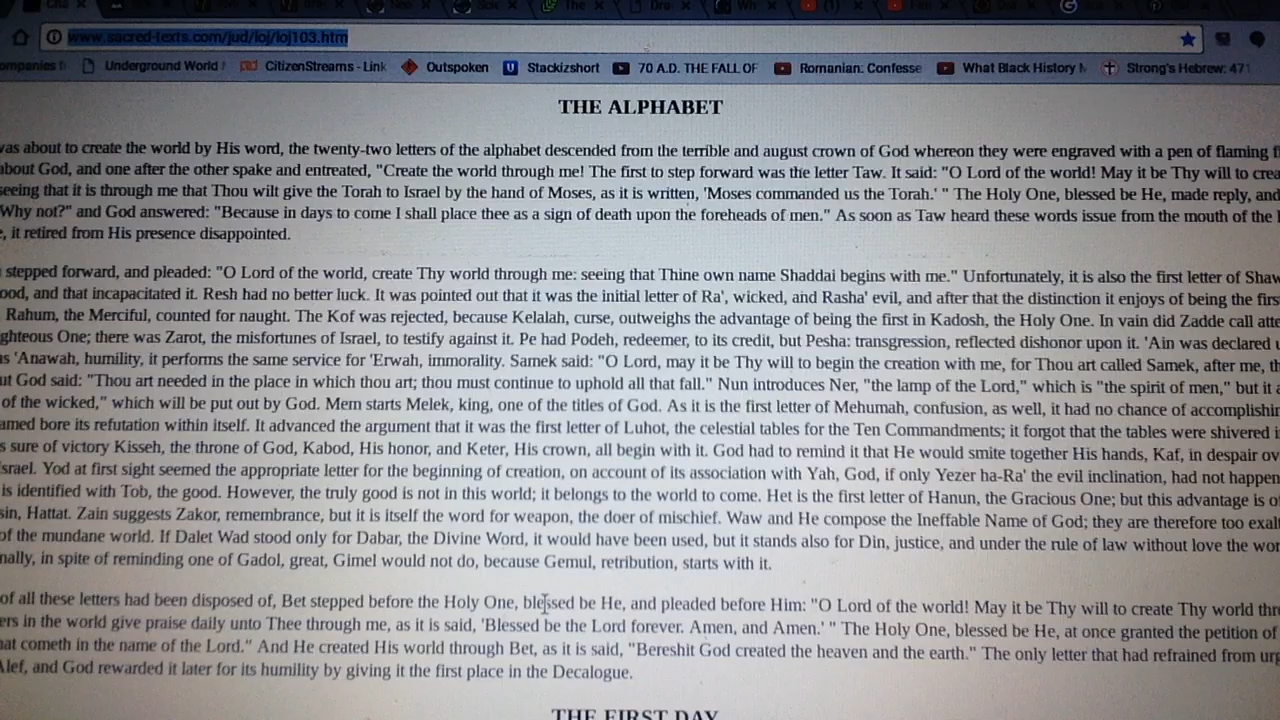 www.sacred-texts.com/jud/loj/loj103.htm
Underground World
CitizenStreams - Link
Outspoken
Stackizshort
70 A.D. THE FALL OF
Romanian: Confesse
What Black History M
Strong's Hebrew: 471
THE ALPHABET
was about to create the world by His word, the twenty-two letters of the alphabet descended from the terrible and august crown of God whereon they were engraved with a pen of flaming
about God, and one after the other spake and entreated, "Create the world through me! The first to step forward was the letter Taw. It said: "O Lord of the world! May it be Thy will to crea
seeing that it is through me that Thou wilt give the Torah to Israel by the hand of Moses, as it is written, 'Moses commanded us the Torah.' " The Holy One, blessed be He, made reply, and
Why not?" and God answered: "Because in days to come I shall place thee as a sign of death upon the foreheads of men." As soon as Taw heard these words issue from the mouth of the
e, it retired from His presence disappointed.
stepped forward, and pleaded: "O Lord of the world, create Thy world through me: seeing that Thine own name Shaddai begins with me." Unfortunately, it is also the first letter of Shaw
ood, and that incapacitated it. Resh had no better luck. It was pointed out that it was the initial letter of Ra', wicked, and Rasha' evil, and after that the distinction it enjoys of being the firs
Rahum, the Merciful, counted for naught. The Kof was rejected, because Kelalah, curse, outweighs the advantage of being the first in Kadosh, the Holy One. In vain did Zadde call atte
ghteous One; there was Zarot, the misfortunes of Israel, to testify against it. Pe had Podeh, redeemer, to its credit, but Pesha: transgression, reflected dishonor upon it. 'Ain was declared u
as 'Anawah, humility, it performs the same service for 'Erwah, immorality. Samek said: "O Lord, may it be Thy will to begin the creation with me, for Thou art called Samek, after me, th
ut God said: "Thou art needed in the place in which thou art; thou must continue to uphold all that fall." Nun introduces Ner, "the lamp of the Lord," which is "the spirit of men," but it a
of the wicked," which will be put out by God. Mem starts Melek, king, one of the titles of God. As it is the first letter of Mehumah, confusion, as well, it had no chance of accomplishin
amed bore its refutation within itself. It advanced the argument that it was the first letter of Luhot, the celestial tables for the Ten Commandments; it forgot that the tables were shivered i
s sure of victory Kisseh, the throne of God, Kabod, His honor, and Keter, His crown, all begin with it. God had to remind it that He would smite together His hands, Kaf, in despair ov
Israel. Yod at first sight seemed the appropriate letter for the beginning of creation, on account of its association with Yah, God, if only Yezer ha-Ra' the evil inclination, had not happen
is identified with Tob, the good. However, the truly good is not in this world; it belongs to the world to come. Het is the first letter of Hanun, the Gracious One; but this advantage is of
sin, Hattat. Zain suggests Zakor, remembrance, but it is itself the word for weapon, the doer of mischief. Waw and He compose the Ineffable Name of God; they are therefore too exal
of the mundane world. If Dalet Wad stood only for Dabar, the Divine Word, it would have been used, but it stands also for Din, justice, and under the rule of law without love the wor
nally, in spite of reminding one of Gadol, great, Gimel would not do, because Gemul, retribution, starts with it.
of all these letters had been disposed of, Bet stepped before the Holy One, blessed be He, and pleaded before Him: "O Lord of the world! May it be Thy will to create Thy world thr
ers in the world give praise daily unto Thee through me, as it is said, 'Blessed be the Lord forever. Amen, and Amen.' " The Holy One, blessed be He, at once granted the petition of
hat cometh in the name of the Lord." And He created His world through Bet, as it is said, "Bereshit God created the heaven and the earth." The only letter that had refrained from urg
Alef, and God rewarded it later for its humility by giving it the first place in the Decalogue.
THE FIRST DAY